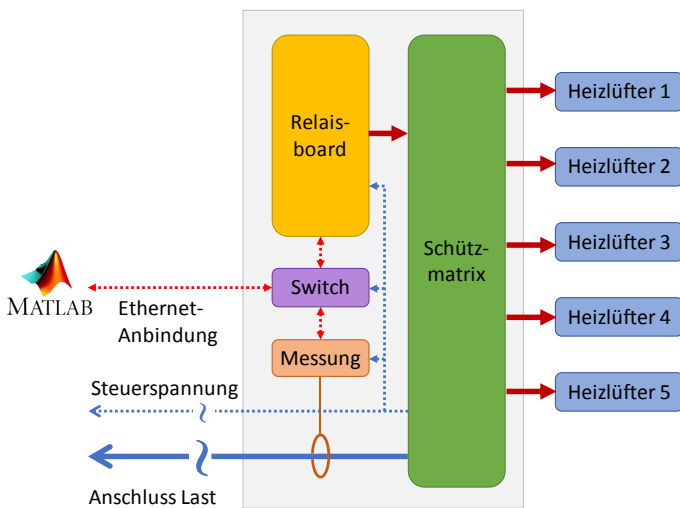 Relais-
board
Schütz-
matrix
Heizlüfter 1
Heizlüfter 2
Heizlüfter 3
Heizlüfter 4
Heizlüfter 5
MATLAB
Ethernet-
Anbindung
Switch
Messung
Steuerspannung
Anschluss Last